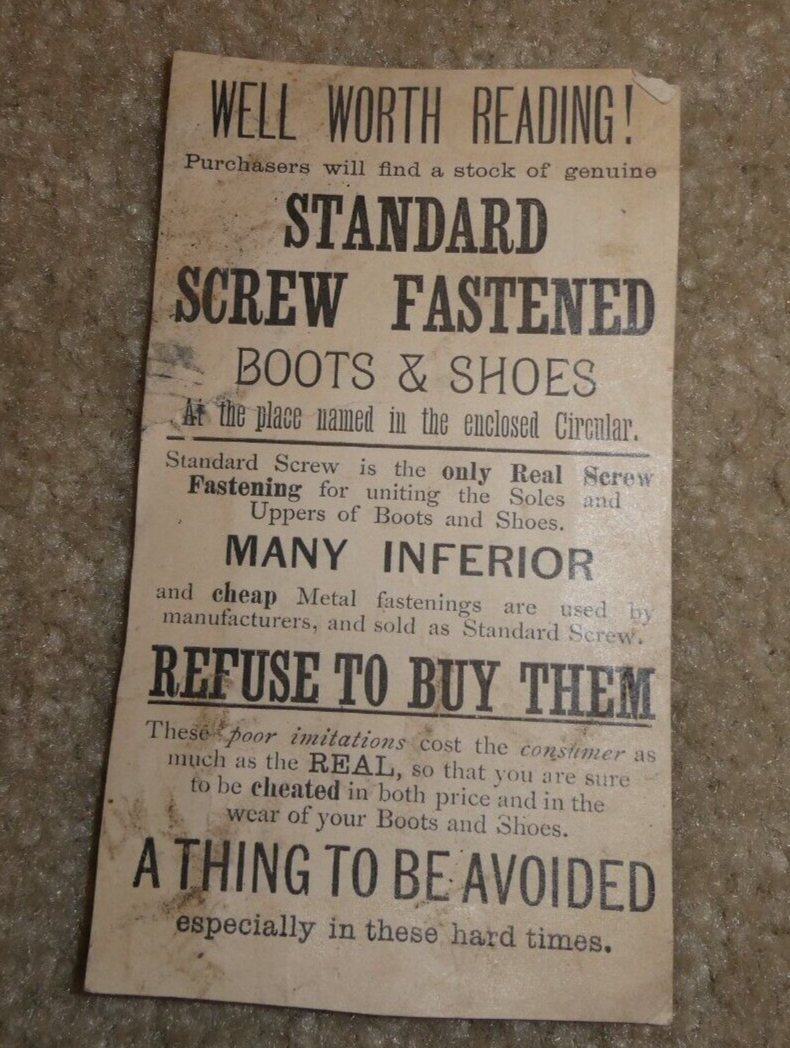 WELL WORTH READING!
Purchasers will find a stock of genuine
STANDARD
SCREW FASTENED
BOOTS & SHOES
At the place named in the enclosed Circular.
Standard Screw is the only Real Screw
Fastening for uniting the Soles and
Uppers of Boots and Shoes.
MANY INFERIOR
and cheap Metal fastenings are used by
manufacturers, and sold as Standard Screw.
REFUSE TO BUY THEM
These poor imitations cost the consumer as
much as the REAL, so that you are sure
to be cheated in both price and in the
wear of your Boots and Shoes.
A THING TO BE AVOIDED
especially in these hard times.